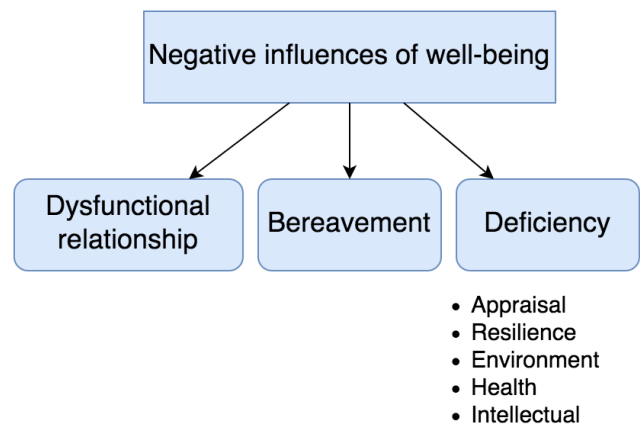 Negative influences of well-being
Dysfunctional
relationship
Bereavement
Deficiency
• Appraisal
• Resilience
• Environment
• Health
• Intellectual